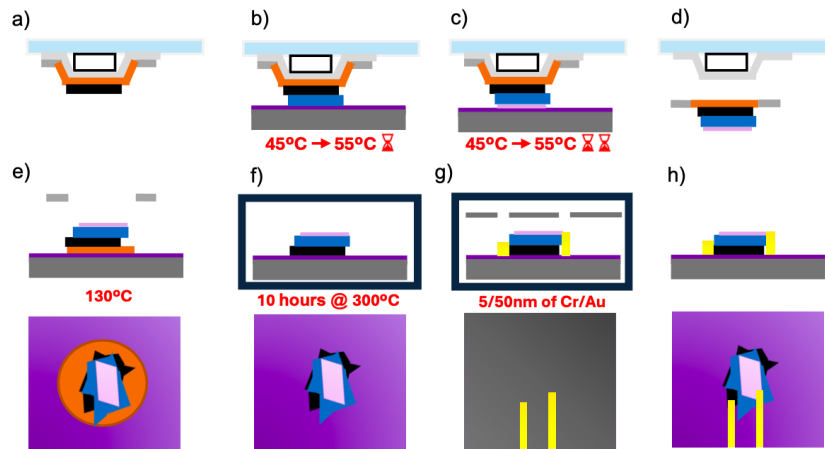 a)
b)
c)
d)
45ºC → 55ºC ⌛
45ºC → 55ºC ⌛⌛
e)
f)
g)
h)
130ºC
10 hours @ 300ºC
5/50nm of Cr/Au